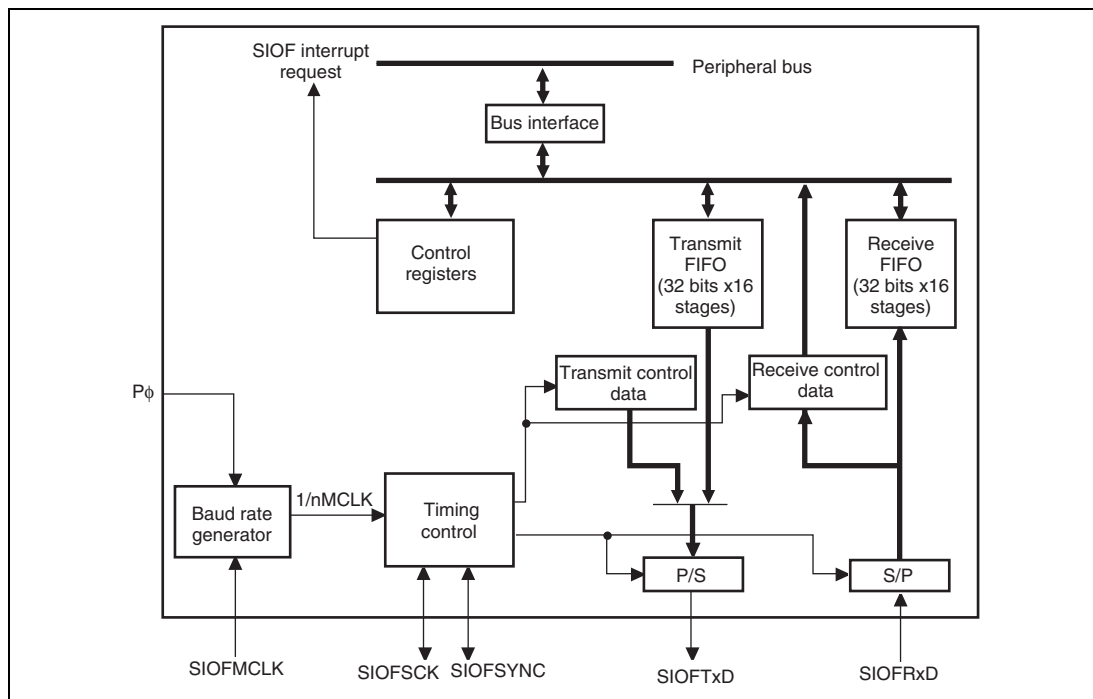 SIOF interrupt
request
Peripheral bus
Bus interface
Control
registers
Transmit
FIFO
(32 bits x16
stages)
Receive
FIFO
(32 bits x16
stages)
Transmit control
data
Receive control
data
Pϕ
Baud rate
generator
1/nMCLK
Timing
control
P/S
S/P
SIOFMCLK
SIOFSCK
SIOFSYNC
SIOFTxD
SIOFRxD